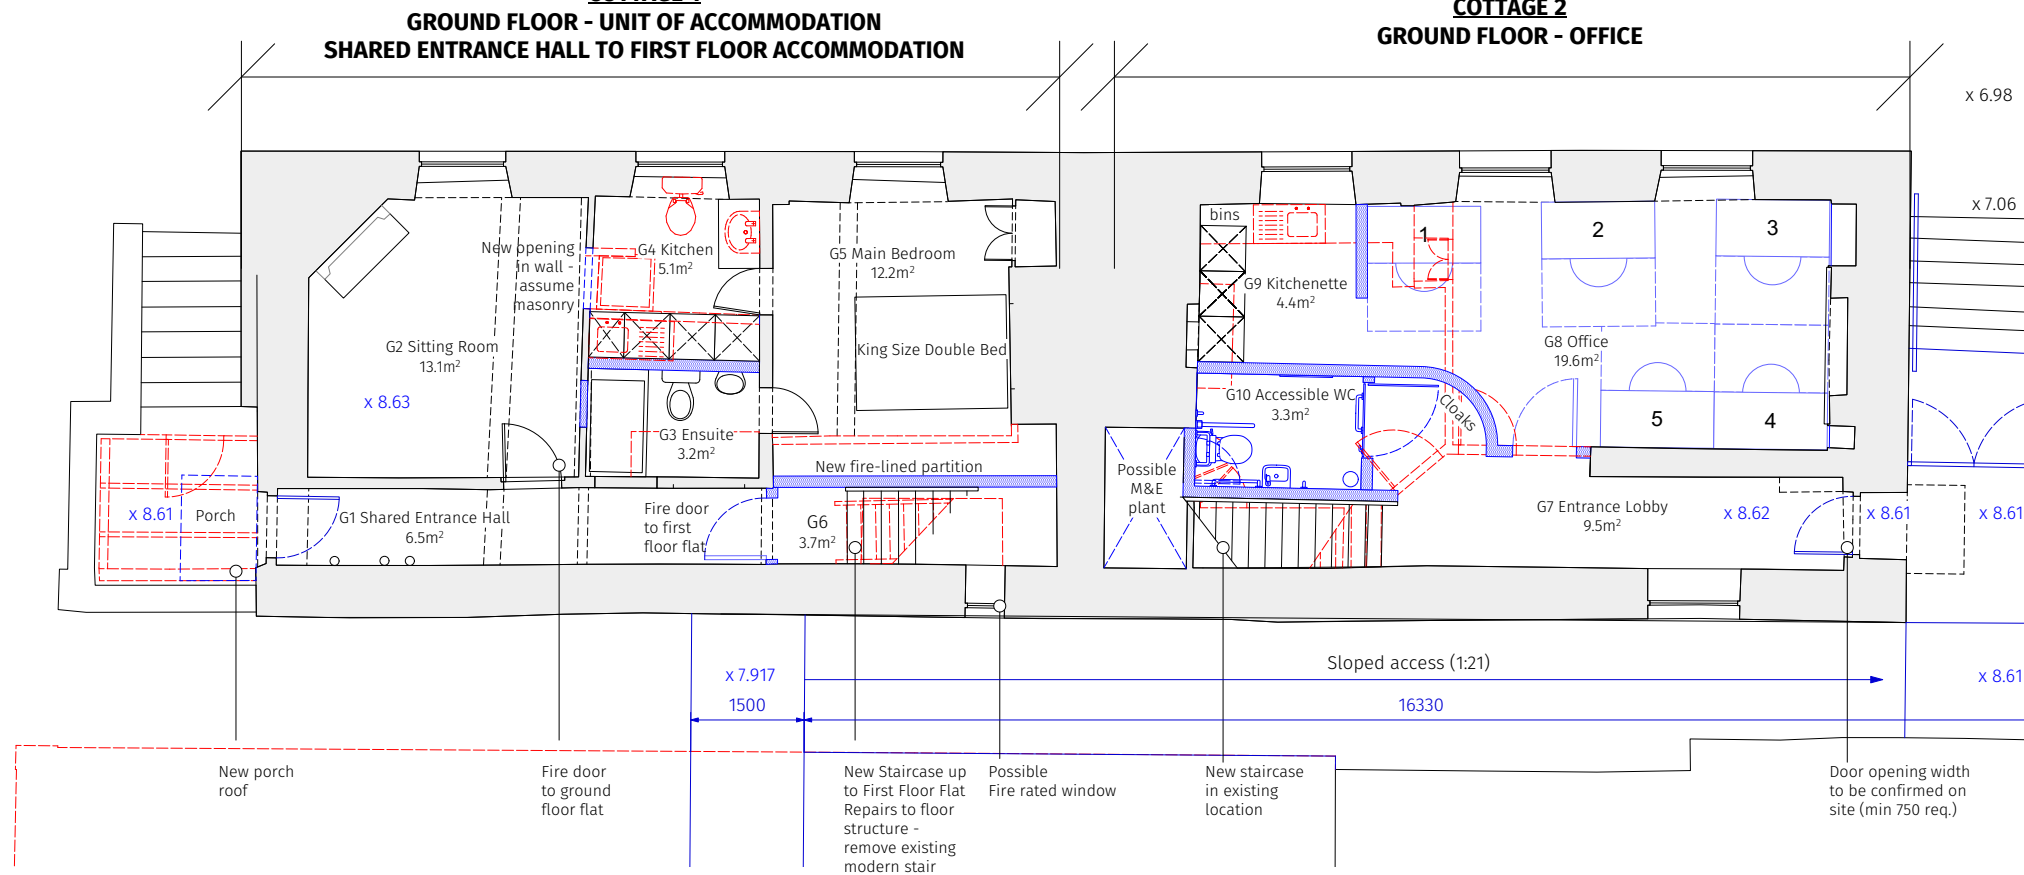 COTTAGE 1
GROUND FLOOR - UNIT OF ACCOMMODATION
SHARED ENTRANCE HALL TO FIRST FLOOR ACCOMMODATION
COTTAGE 2
GROUND FLOOR - OFFICE
x 6.98
x 7.06
New opening
in wall -
assume
masonry
G4 Kitchen
5.1m²
G5 Main Bedroom
12.2m²
King Size Double Bed
G2 Sitting Room
13.1m²
x 8.63
G3 Ensuite
3.2m²
New fire-lined partition
Porch
x 8.61
G1 Shared Entrance Hall
6.5m²
Fire door
to first
floor flat
G6
3.7m²
bins
G9 Kitchenette
4.4m²
1
2
3
G8 Office
19.6m²
5
4
G10 Accessible WC
3.3m²
Cloaks
Possible
M&E
plant
G7 Entrance Lobby
9.5m²
x 8.62
x 8.61
x 8.61
x 7.917
1500
Sloped access (1:21)
16330
x 8.61
New porch
roof
Fire door
to ground
floor flat
New Staircase up
to First Floor Flat
Repairs to floor
structure -
remove existing
modern stair
Possible
Fire rated window
New staircase
in existing
location
Door opening width
to be confirmed on
site (min 750 req.)